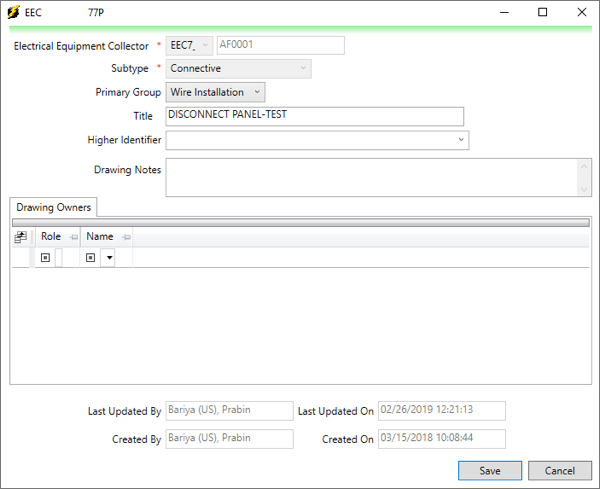 EEC 77P
Electrical Equipment Collector * EEC7_ AF0001
Subtype * Connective
Primary Group Wire Installation
Title DISCONNECT PANEL-TEST
Higher Identifier
Drawing Notes
Drawing Owners
Role Name
Last Updated By Bariya (US), Prabin Last Updated On 02/26/2019 12:21:13
Created By Bariya (US), Prabin Created On 03/15/2018 10:08:44
Save Cancel